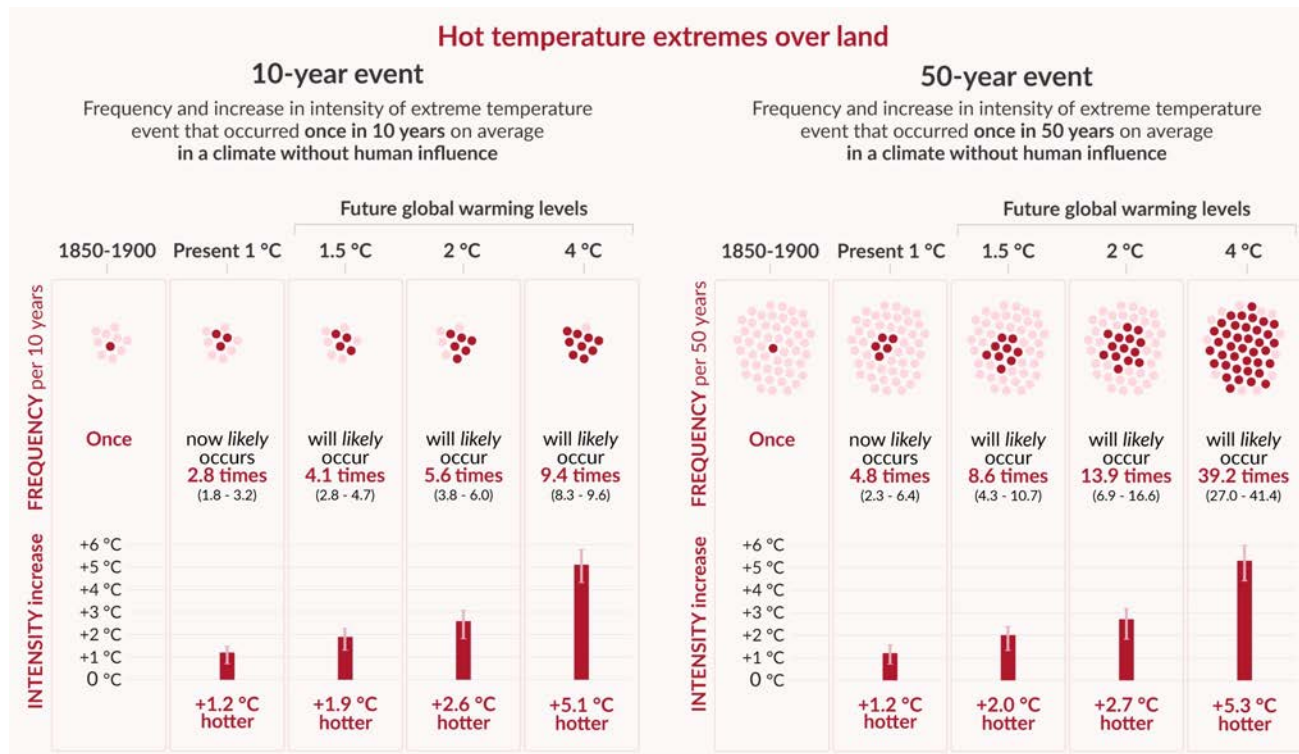 Hot temperature extremes over land
10-year event
Frequency and increase in intensity of extreme temperature
event that occurred once in 10 years on average
in a climate without human influence
Future global warming levels
1850-1900
Present 1 °C
1.5 °C
2 °C
4 °C
FREQUENCY per 10 years
Once
now likely
occurs
2.8 times
(1.8 - 3.2)
will likely
occur
4.1 times
(2.8 - 4.7)
will likely
occur
5.6 times
(3.8 - 6.0)
will likely
occur
9.4 times
(8.3 - 9.6)
INTENSITY increase
+6 °C
+5 °C
+4 °C
+3 °C
+2 °C
+1 °C
0 °C
+1.2 °C
hotter
+1.9 °C
hotter
+2.6 °C
hotter
+5.1 °C
hotter
50-year event
Frequency and increase in intensity of extreme temperature
event that occurred once in 50 years on average
in a climate without human influence
Future global warming levels
1850-1900
Present 1 °C
1.5 °C
2 °C
4 °C
FREQUENCY per 50 years
Once
now likely
occurs
4.8 times
(2.3 - 6.4)
will likely
occur
8.6 times
(4.3 - 10.7)
will likely
occur
13.9 times
(6.9 - 16.6)
will likely
occur
39.2 times
(27.0 - 41.4)
INTENSITY increase
+6 °C
+5 °C
+4 °C
+3 °C
+2 °C
+1 °C
0 °C
+1.2 °C
hotter
+2.0 °C
hotter
+2.7 °C
hotter
+5.3 °C
hotter